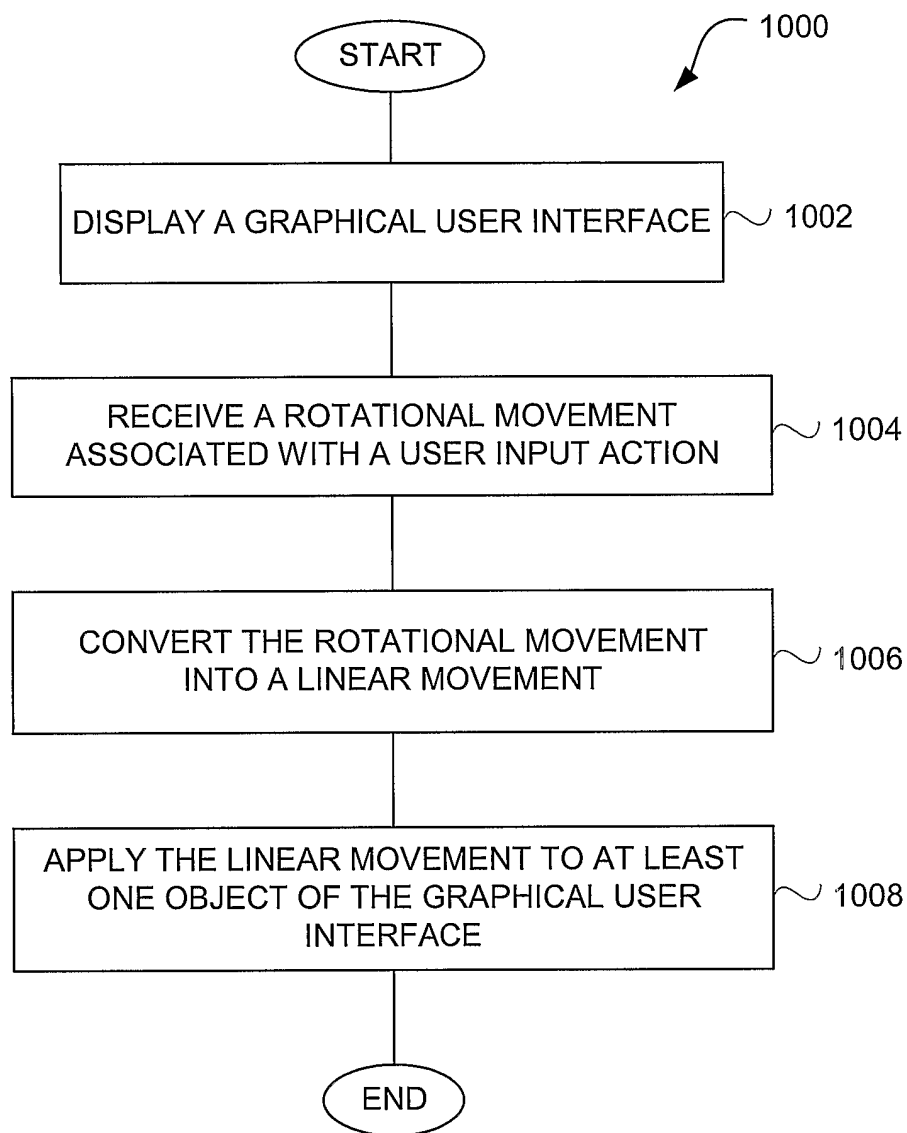 1000
START
DISPLAY A GRAPHICAL USER INTERFACE
1002
RECEIVE A ROTATIONAL MOVEMENT
ASSOCIATED WITH A USER INPUT ACTION
1004
CONVERT THE ROTATIONAL MOVEMENT
INTO A LINEAR MOVEMENT
1006
APPLY THE LINEAR MOVEMENT TO AT LEAST
ONE OBJECT OF THE GRAPHICAL USER
INTERFACE
1008
END